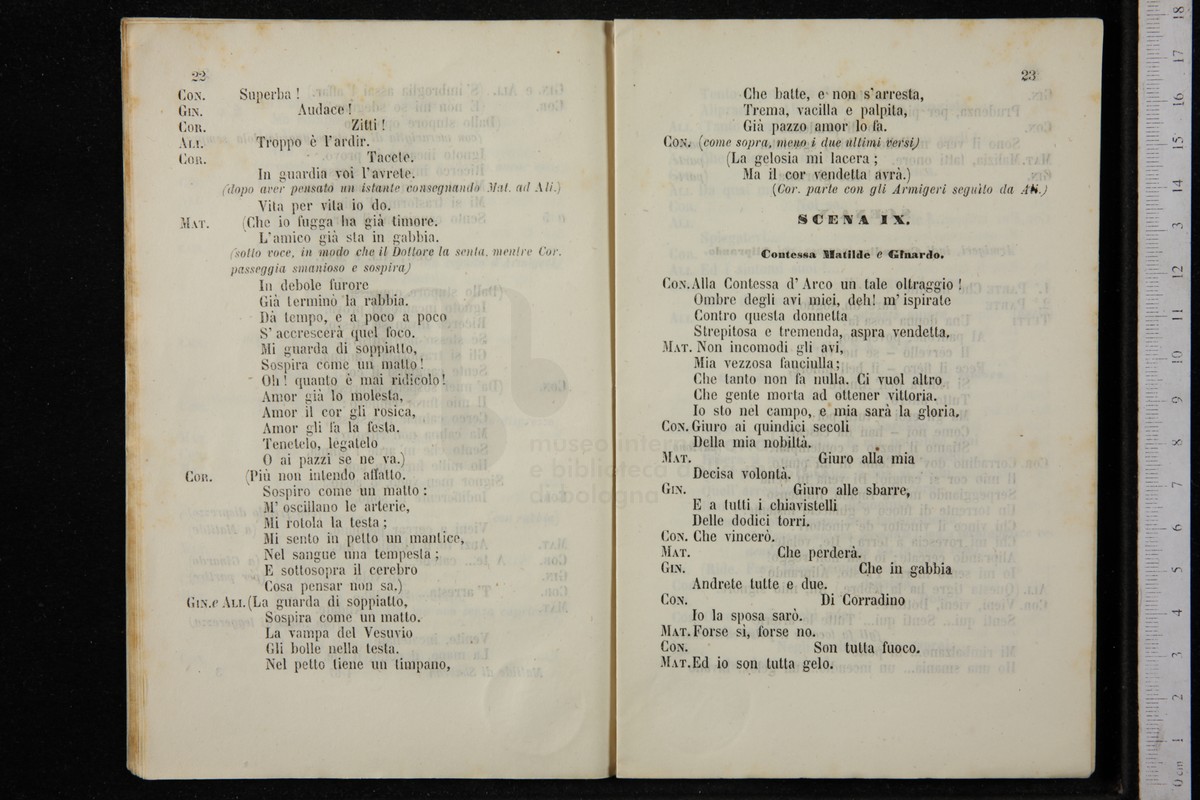 22
CON. Superba !
GIN. Audace !
COR. Zitti !
ALI. Troppo è l'ardir.
COR. Tacete.
In guardia voi l'avrete.
(dopo aver pensato un istante consegnando Mat. ad Ali.)
Vita per vita io do.
MAT. (Che io fugga ha già timore.
L'amico già sta in gabbia.
(sotto voce, in modo che il Dottore la senta, mentre Cor.
passeggia smanioso e sospira)
In debole furore
Già terminò la rabbia.
Dà tempo, e a poco a poco
S'accrescerà quel foco.
Mi guarda di soppiatto,
Sospira come un matto !
Oh ! quanto è mai ridicolo !
Amor già lo molesta,
Amor il cor gli rosica,
Amor gli fa la festa.
Tenetelo, legatelo
O ai pazzi se ne va.)
COR. (Più non intendo affatto.
Sospiro come un matto :
M' oscillano le arterie,
Mi rotola la testa ;
Mi sento in petto un mantice,
Nel sangue una tempesta ;
E sottosopra il cerebro
Cosa pensar non sa.)
GIN. e ALI. (La guarda di soppiatto,
Sospira come un matto.
La vampa del Vesuvio
Gli bolle nella testa.
Nel petto tiene un timpano,
23
Che batte, e non s'arresta,
Trema, vacilla e palpita,
Già pazzo amor lo fa.
CON. (come sopra, meno i due ultimi versi)
(La gelosia mi lacera ;
Ma il cor vendetta avrà.)
(Cor. parte con gli Armigeri seguìto da Ali.)
SCENA IX.
Contessa Matilde e Ginardo.
CON. Alla Contessa d'Arco un tale oltraggio !
Ombre degli avi miei, deh! m'ispirate
Contro questa donnetta
Strepitosa e tremenda, aspra vendetta.
MAT. Non incomodi gli avi,
Mia vezzosa fanciulla ;
Che tanto non fa nulla. Ci vuol altro
Che gente morta ad ottener vittoria.
Io sto nel campo, e mia sarà la gloria.
CON. Giuro ai quindici secoli
Della mia nobiltà.
MAT. Giuro alla mia
Decisa volontà.
GIN. Giuro alle sbarre,
E a tutti i chiavistelli
Delle dodici torri.
CON. Che vincerò.
MAT. Che perderà.
GIN. Che in gabbia
Andrete tutte e due.
CON. Di Corradino
Io la sposa sarò.
MAT. Forse sì, forse no.
CON. Son tutta fuoco.
MAT. Ed io son tutta gelo.